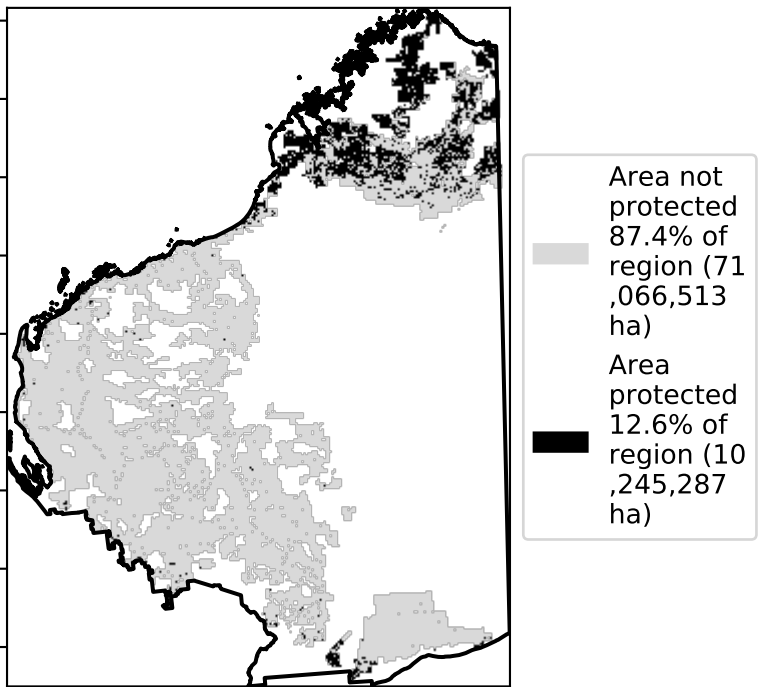 Area not
protected
87.4% of
region (71
,066,513
ha)
Area
protected
12.6% of
region (10
,245,287
ha)